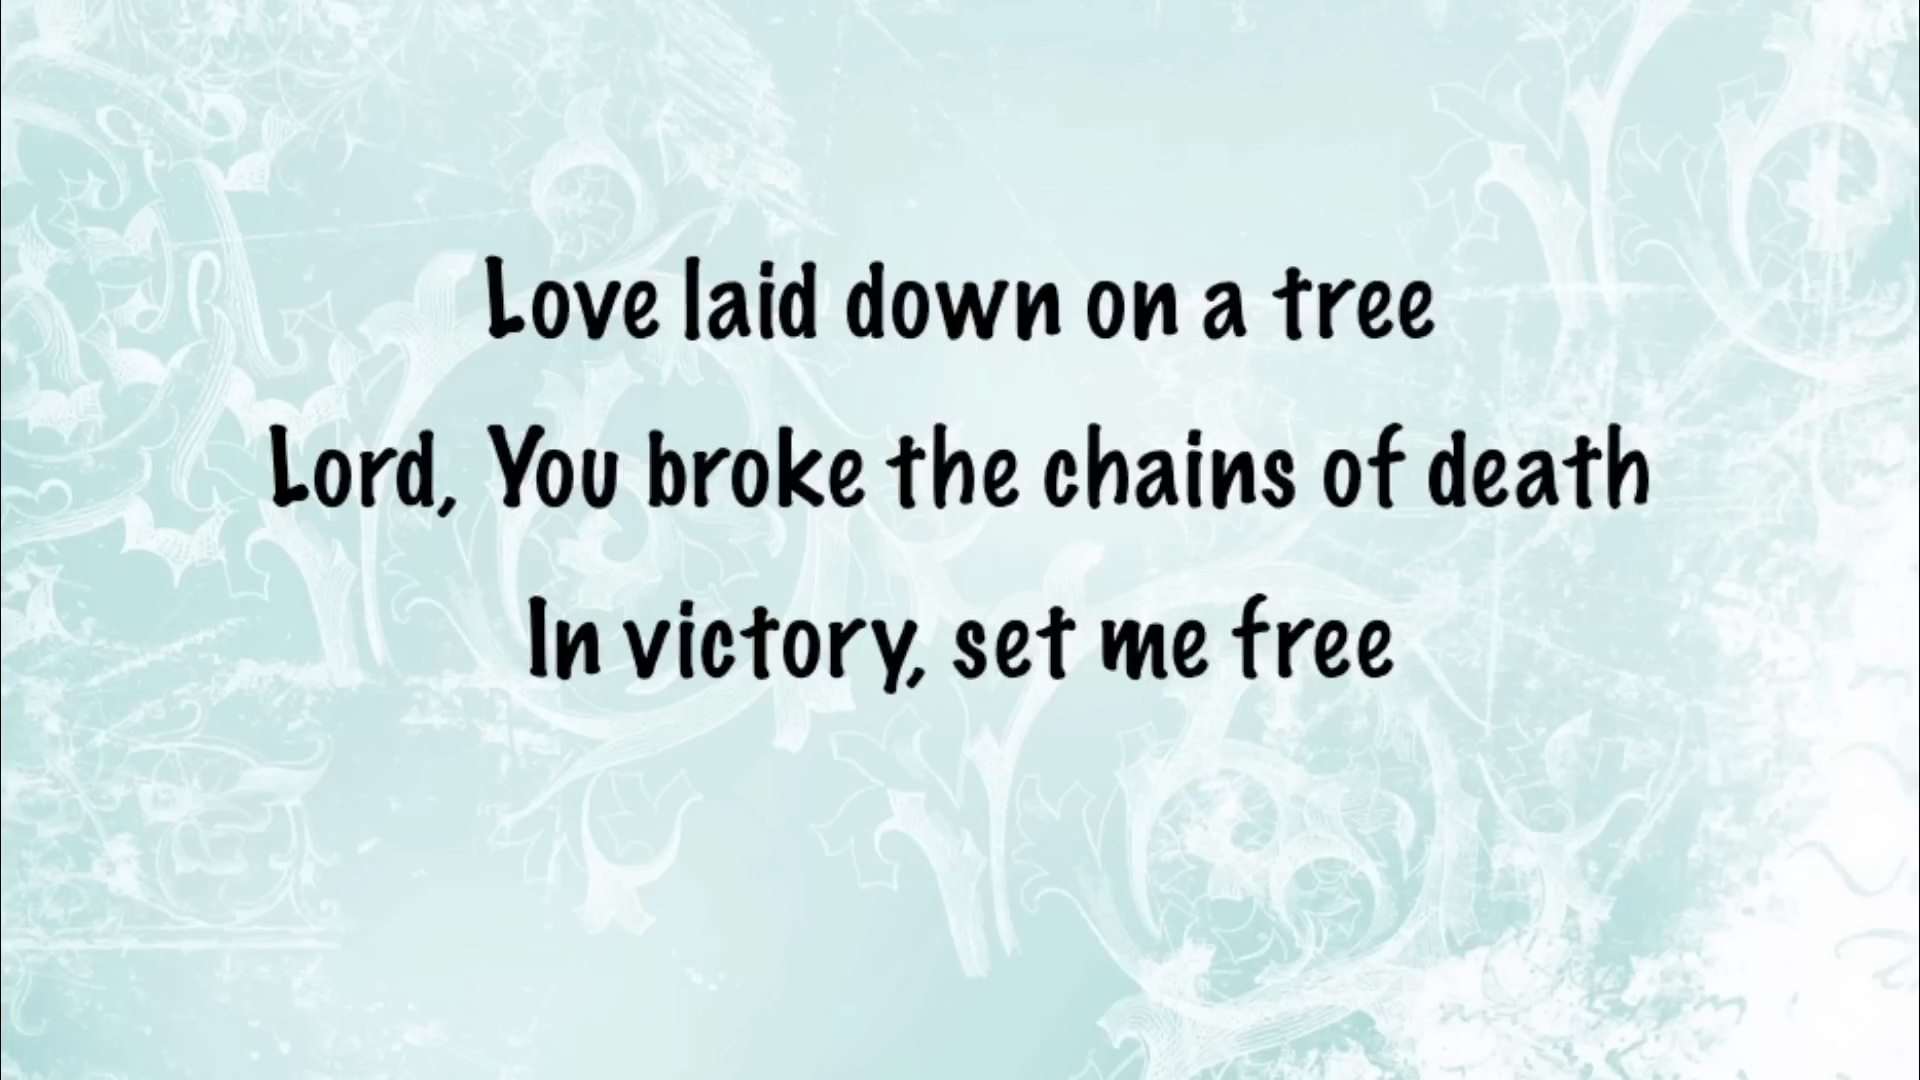 Love laid down on a tree
Lord, You broke the chains of death
In victory, set me free